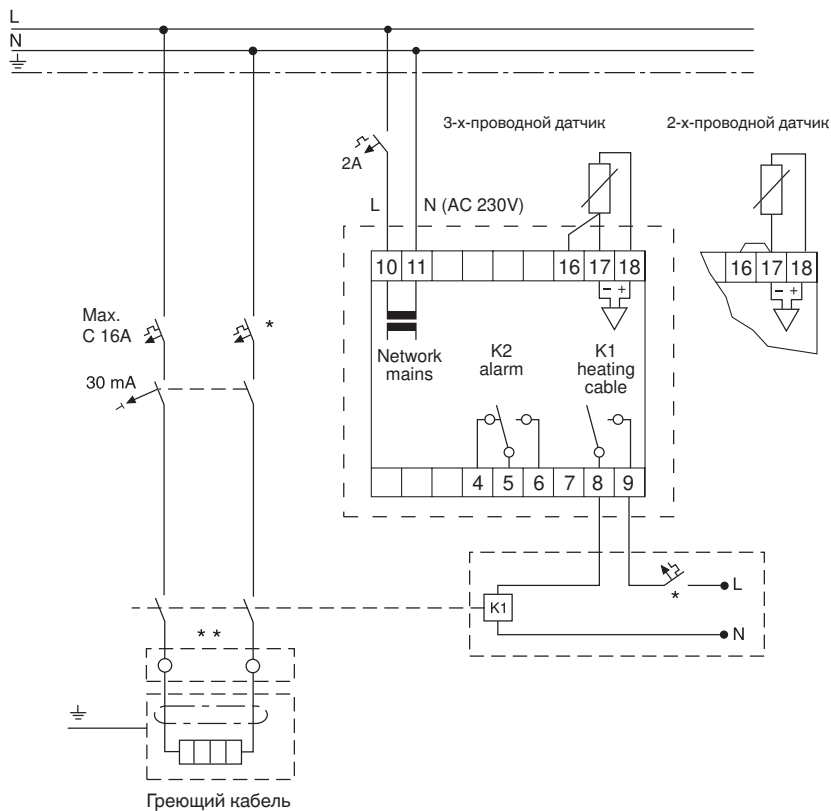 L
N
3-х-проводной датчик
2-х-проводной датчик
2A
L
N (AC 230V)
10 11 16 17 18
16 17 18
− +
− +
Max.
C 16A
*
Network
mains
K2
alarm
K1
heating
cable
30 mA
4 5 6 7 8 9
K1
*
L
N
* *
Греющий кабель